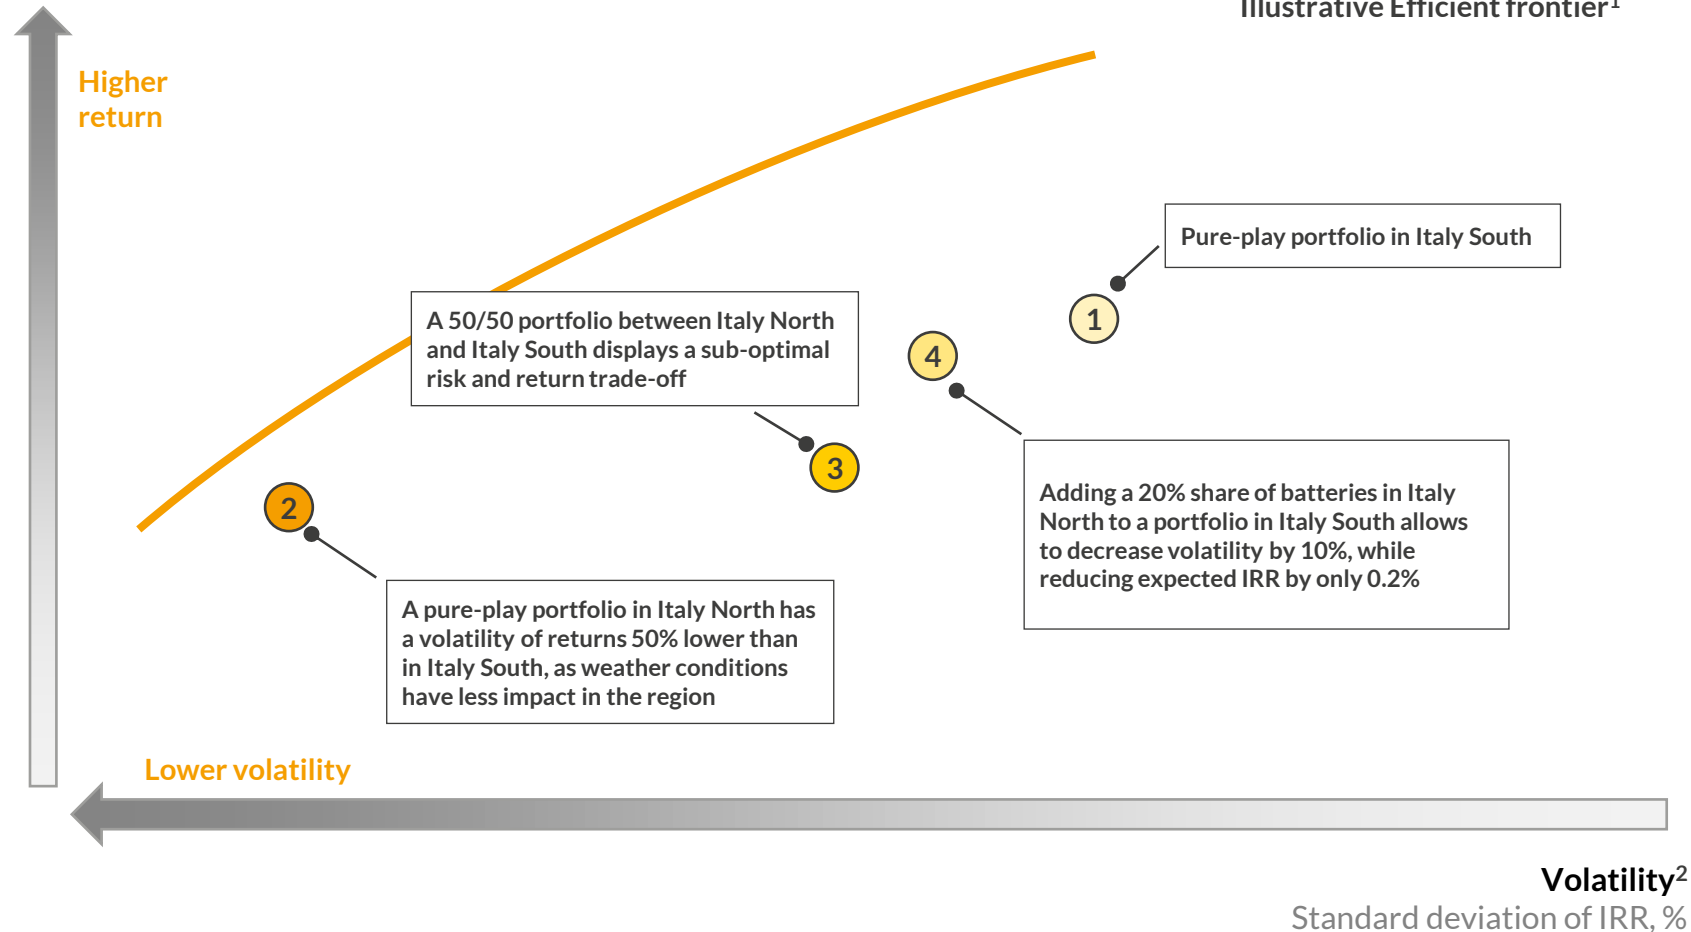 Illustrative Efficient frontier¹
Higher
return
Pure-play portfolio in Italy South
1
A 50/50 portfolio between Italy North
and Italy South displays a sub-optimal
risk and return trade-off
4
3
2
Adding a 20% share of batteries in Italy
North to a portfolio in Italy South allows
to decrease volatility by 10%, while
reducing expected IRR by only 0.2%
A pure-play portfolio in Italy North has
a volatility of returns 50% lower than
in Italy South, as weather conditions
have less impact in the region
Lower volatility
Volatility²
Standard deviation of IRR, %